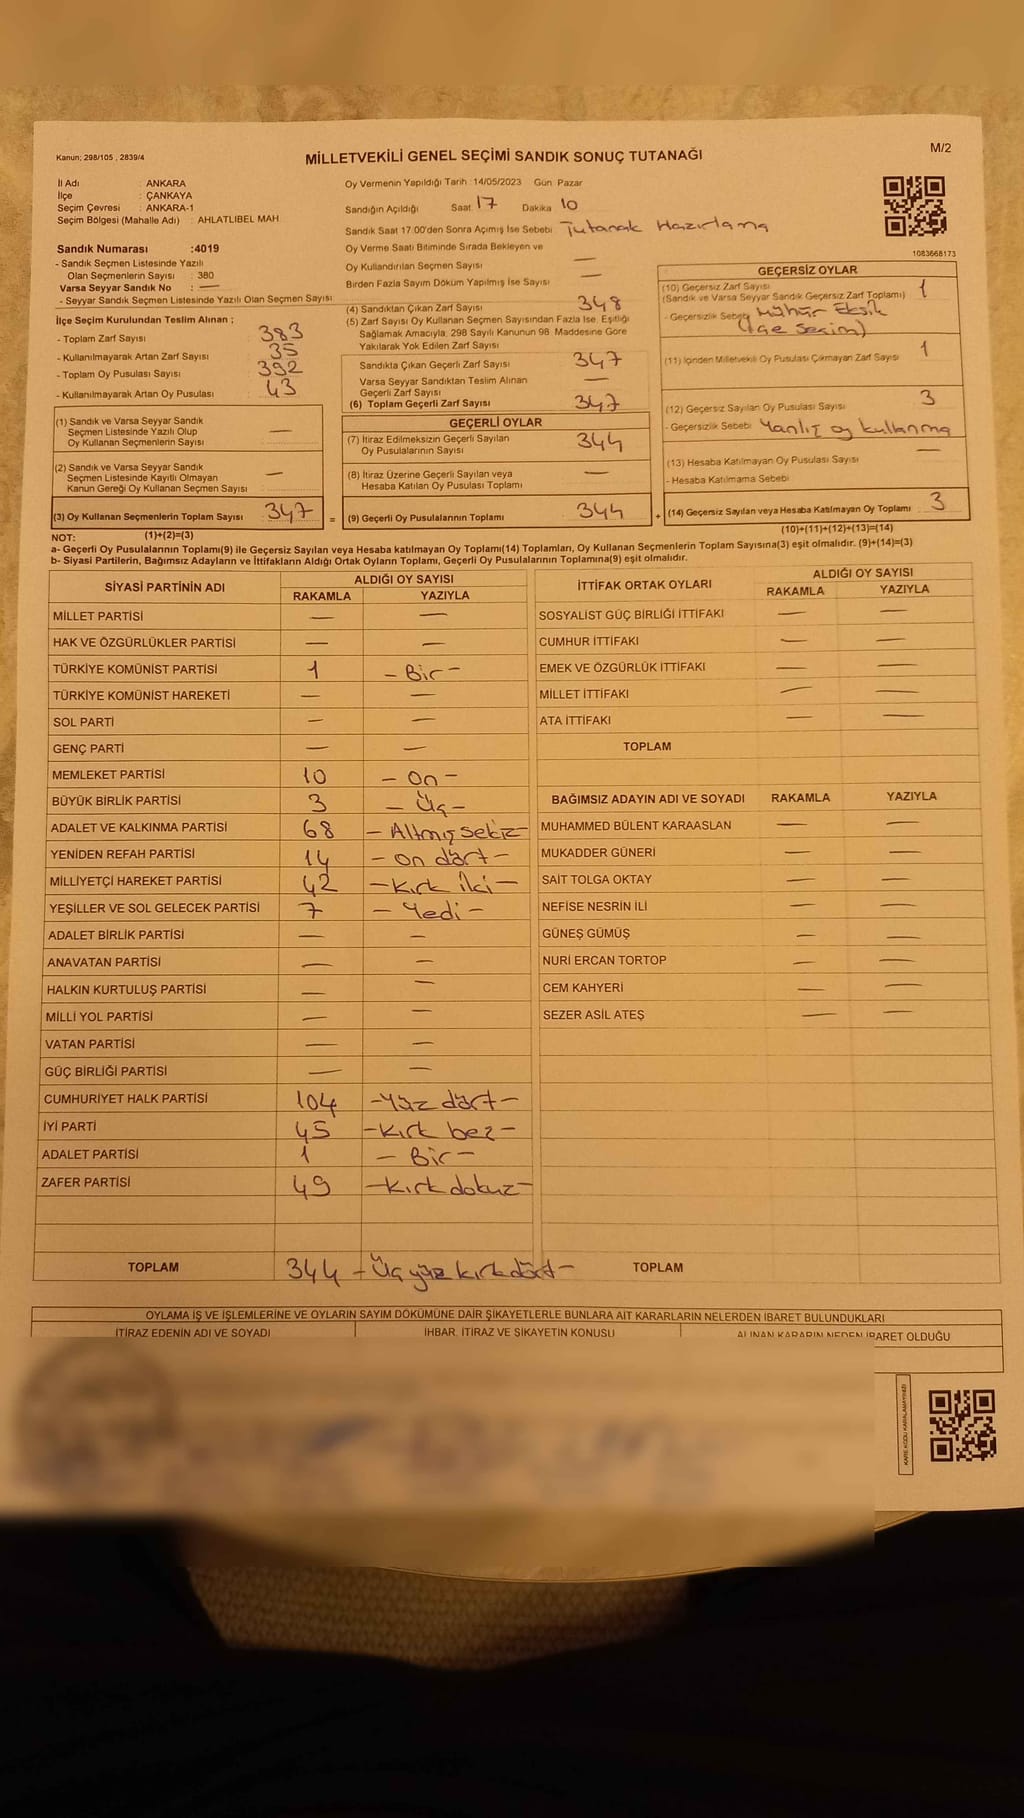 Kanun; 298/105 , 2839/4
MİLLETVEKİLİ GENEL SEÇİMİ SANDIK SONUÇ TUTANAĞI
M/2
İl Adı : ANKARA
İlçe : ÇANKAYA
Seçim Çevresi : ANKARA-1
Seçim Bölgesi (Mahalle Adı) : AHLATLIBEL MAH.
Sandık Numarası :4019
- Sandık Seçmen Listesinde Yazılı
Olan Seçmenlerin Sayısı : 380
Varsa Seyyar Sandık No : —
- Seyyar Sandık Seçmen Listesinde Yazılı Olan Seçmen Sayısı
İlçe Seçim Kurulundan Teslim Alınan ;
- Toplam Zarf Sayısı 383
- Kullanılmayarak Artan Zarf Sayısı 35
- Toplam Oy Pusulası Sayısı 392
- Kullanılmayarak Artan Oy Pusulası 43
(1) Sandık ve Varsa Seyyar Sandık
Seçmen Listesinde Yazılı Olup
Oy Kullanan Seçmenlerin Sayısı —
(2) Sandık ve Varsa Seyyar Sandık
Seçmen Listesinde Kayıtlı Olmayan
Kanun Gereği Oy Kullanan Seçmen Sayısı —
(3) Oy Kullanan Seçmenlerin Toplam Sayısı 347 =
Oy Vermenin Yapıldığı Tarih :14/05/2023 Gün Pazar
Sandığın Açıldığı Saat 17 Dakika 10
Sandık Saat 17.00'den Sonra Açımış İse Sebebi Tutanak Hazırlama
Oy Verme Saati Bitiminde Sırada Bekleyen ve
Oy Kullandırılan Seçmen Sayısı —
Birden Fazla Sayım Döküm Yapılmış İse Sayısı —
(4) Sandıktan Çıkan Zarf Sayısı 348
(5) Zarf Sayısı Oy Kullanan Seçmen Sayısından Fazla İse, Eşitliği
Sağlamak Amacıyla, 298 Sayılı Kanunun 98. Maddesine Göre
Yakılarak Yok Edilen Zarf Sayısı
Sandıkta Çıkan Geçerli Zarf Sayısı 347
Varsa Seyyar Sandıktan Teslim Alınan
Geçerli Zarf Sayısı —
(6) Toplam Geçerli Zarf Sayısı 347
GEÇERLİ OYLAR
(7) İtiraz Edilmeksizin Geçerli Sayılan
Oy Pusulalarının Sayısı 344
(8) İtiraz Üzerine Geçerli Sayılan veya
Hesaba Katılan Oy Pusulası Toplamı —
(9) Geçerli Oy Pusulalarının Toplamı 344 +
1083668173
GEÇERSİZ OYLAR
(10) Geçersiz Zarf Sayısı
(Sandık ve Varsa Seyyar Sandık Geçersiz Zarf Toplamı) 1
- Geçersizlik Sebebi Mühür Eksik
(11) İçinden Milletvekili Oy Pusulası Çıkmayan Zarf Sayısı 1
(12) Geçersiz Sayılan Oy Pusulası Sayısı 3
- Geçersizlik Sebebi Yanlış oy kullanma
(13) Hesaba Katılmayan Oy Pusulası Sayısı —
- Hesaba Katılmama Sebebi
(14) Geçersiz Sayılan veya Hesaba Katılmayan Oy Toplamı 3
NOT: (1)+(2)=(3) (10)+(11)+(12)+(13)=(14)
a- Geçerli Oy Pusulalarının Toplamı(9) ile Geçersiz Sayılan veya Hesaba katılmayan Oy Toplamı(14) Toplamları, Oy Kullanan Seçmenlerin Toplam Sayısına(3) eşit olmalıdır. (9)+(14)=(3)
b- Siyasi Partilerin, Bağımsız Adayların ve İttifakların Aldığı Ortak Oyların Toplamı, Geçerli Oy Pusulalarının Toplamına(9) eşit olmalıdır.
SİYASİ PARTİNİN ADI ALDIĞI OY SAYISI
RAKAMLA YAZIYLA
MİLLET PARTİSİ — —
HAK VE ÖZGÜRLÜKLER PARTİSİ — —
TÜRKİYE KOMÜNİST PARTİSİ 1 - Bir -
TÜRKİYE KOMÜNİST HAREKETİ — —
SOL PARTİ — —
GENÇ PARTİ — —
MEMLEKET PARTİSİ 10 - On -
BÜYÜK BİRLİK PARTİSİ 3 - Üç -
ADALET VE KALKINMA PARTİSİ 68 - Altmış sekiz -
YENİDEN REFAH PARTİSİ 14 - on dört -
MİLLİYETÇİ HAREKET PARTİSİ 42 - Kırk İki -
YEŞİLLER VE SOL GELECEK PARTİSİ 7 - Yedi -
ADALET BİRLİK PARTİSİ — —
ANAVATAN PARTİSİ — —
HALKIN KURTULUŞ PARTİSİ — —
MİLLİ YOL PARTİSİ — —
VATAN PARTİSİ — —
GÜÇ BİRLİĞİ PARTİSİ — —
CUMHURİYET HALK PARTİSİ 104 - Yüz dört -
İYİ PARTİ 45 - Kırk beş -
ADALET PARTİSİ 1 - Bir -
ZAFER PARTİSİ 49 - Kırk dokuz -
TOPLAM 344 - Üç yüz kırk dört -
İTTİFAK ORTAK OYLARI ALDIĞI OY SAYISI
RAKAMLA YAZIYLA
SOSYALİST GÜÇ BİRLİĞİ İTTİFAKI — —
CUMHUR İTTİFAKI — —
EMEK VE ÖZGÜRLÜK İTTİFAKI — —
MİLLET İTTİFAKI — —
ATA İTTİFAKI — —
TOPLAM
BAĞIMSIZ ADAYIN ADI VE SOYADI RAKAMLA YAZIYLA
MUHAMMED BÜLENT KARAASLAN — —
MUKADDER GÜNERİ — —
SAİT TOLGA OKTAY — —
NEFİSE NESRİN İLİ — —
GÜNEŞ GÜMÜŞ — —
NURİ ERCAN TORTOP — —
CEM KAHYERİ — —
SEZER ASİL ATEŞ — —
TOPLAM
OYLAMA İŞ VE İŞLEMLERİNE VE OYLARIN SAYIM DÖKÜMÜNE DAİR ŞİKAYETLERLE BUNLARA AİT KARARLARIN NELERDEN İBARET BULUNDUKLARI
İTİRAZ EDENİN ADI VE SOYADI İHBAR, İTİRAZ VE ŞİKAYETİN KONUSU ALINAN KARARIN NEDEN İBARET OLDUĞU
KARE KODU KARALAMAYINIZ!